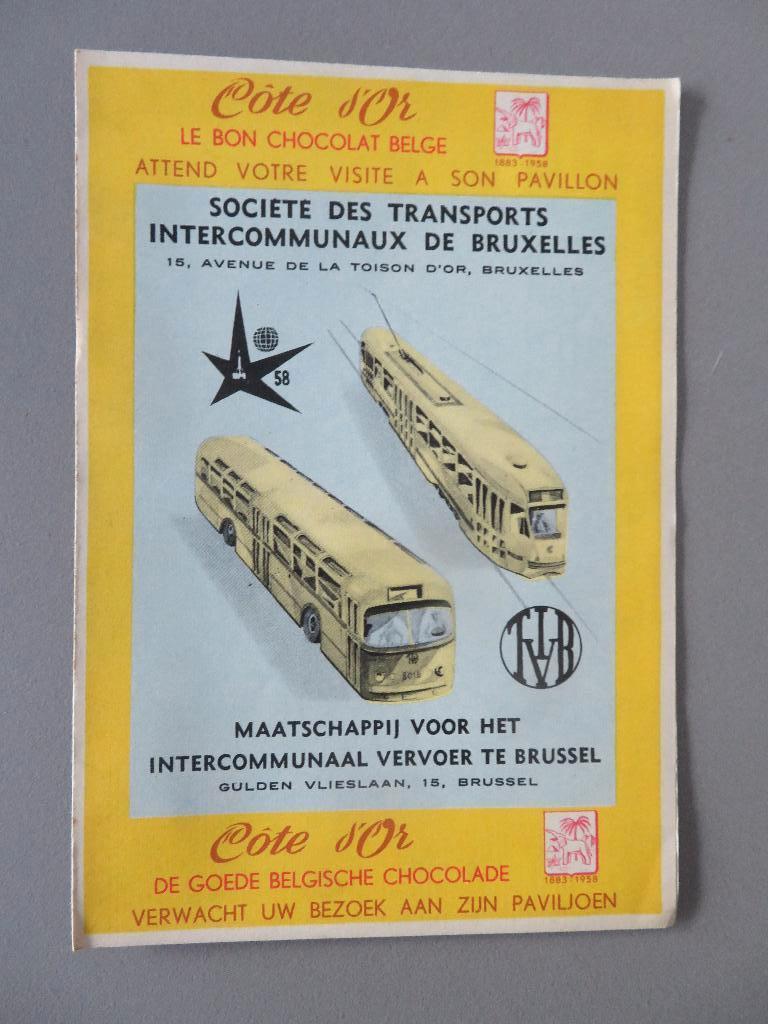 Côte d'Or
LE BON CHOCOLAT BELGE
1883-1958
ATTEND VOTRE VISITE A SON PAVILLON
SOCIÉTÉ DES TRANSPORTS
INTERCOMMUNAUX DE BRUXELLES
15, AVENUE DE LA TOISON D'OR, BRUXELLES
58
MAATSCHAPPIJ VOOR HET
INTERCOMMUNAAL VERVOER TE BRUSSEL
GULDEN VLIESLAAN, 15, BRUSSEL
Côte d'Or
DE GOEDE BELGISCHE CHOCOLADE
1883-1958
VERWACHT UW BEZOEK AAN ZIJN PAVILJOEN